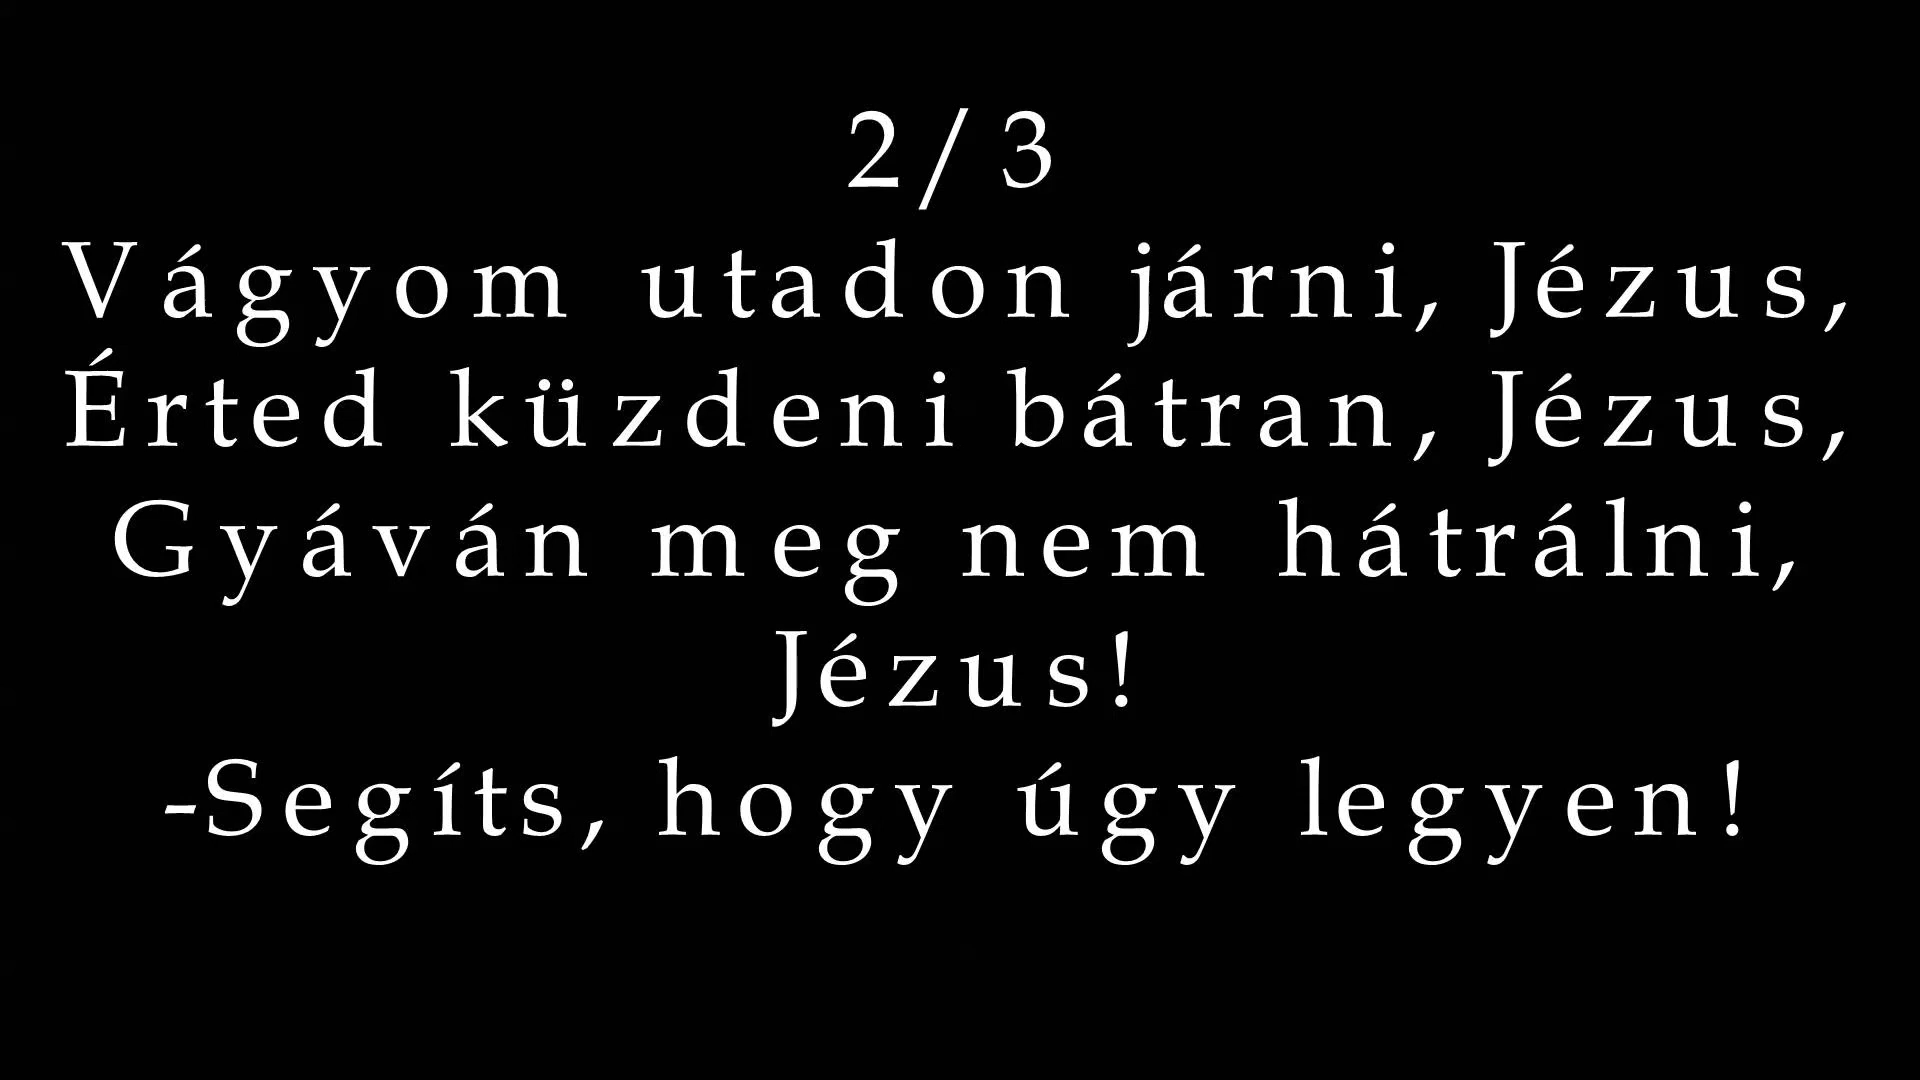 2/3
Vágyom utadon járni, Jézus,
Érted küzdeni bátran, Jézus,
Gyáván meg nem hátrálni,
Jézus!
-Segíts, hogy úgy legyen!